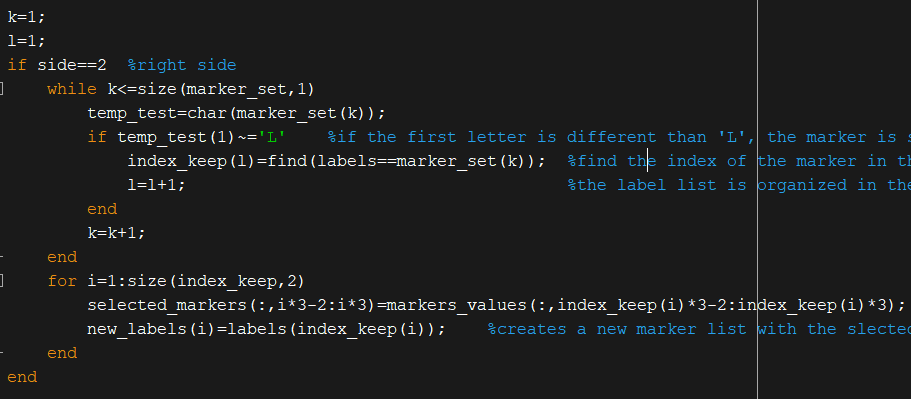 k=1;
l=1;
if side==2  %right side
    while k<=size(marker_set,1)
        temp_test=char(marker_set(k));
        if temp_test(1)~='L'    %if the first letter is different than 'L', the marker is s
            index_keep(l)=find(labels==marker_set(k));  %find the index of the marker in th
            l=l+1;                                      %the label list is organized in the
        end
        k=k+1;
    end
    for i=1:size(index_keep,2)
        selected_markers(:,i*3-2:i*3)=markers_values(:,index_keep(i)*3-2:index_keep(i)*3);
        new_labels(i)=labels(index_keep(i));    %creates a new marker list with the slected
    end
end